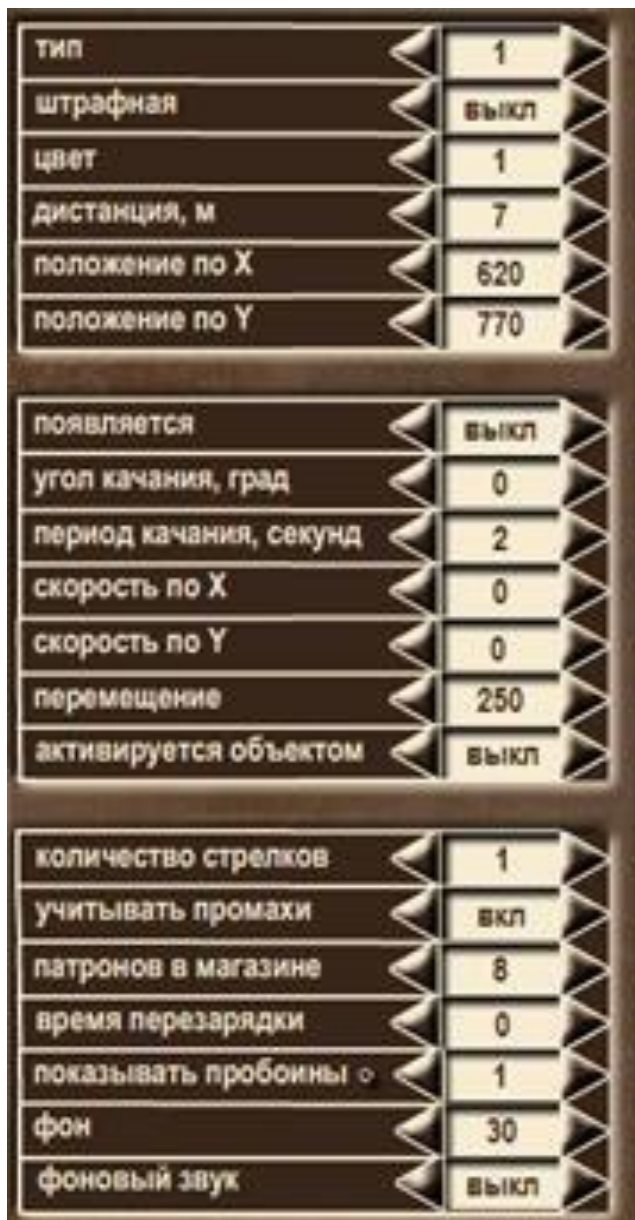 тип 1
штрафная выкл
цвет 1
дистанция, м 7
положение по X 620
положение по Y 770
появляется выкл
угол качания, град 0
период качания, секунд 2
скорость по X 0
скорость по Y 0
перемещение 250
активируется объектом выкл
количество стрелков 1
учитывать промахи вкл
патронов в магазине 8
время перезарядки 0
показывать пробоины 1
фон 30
фоновый звук выкл